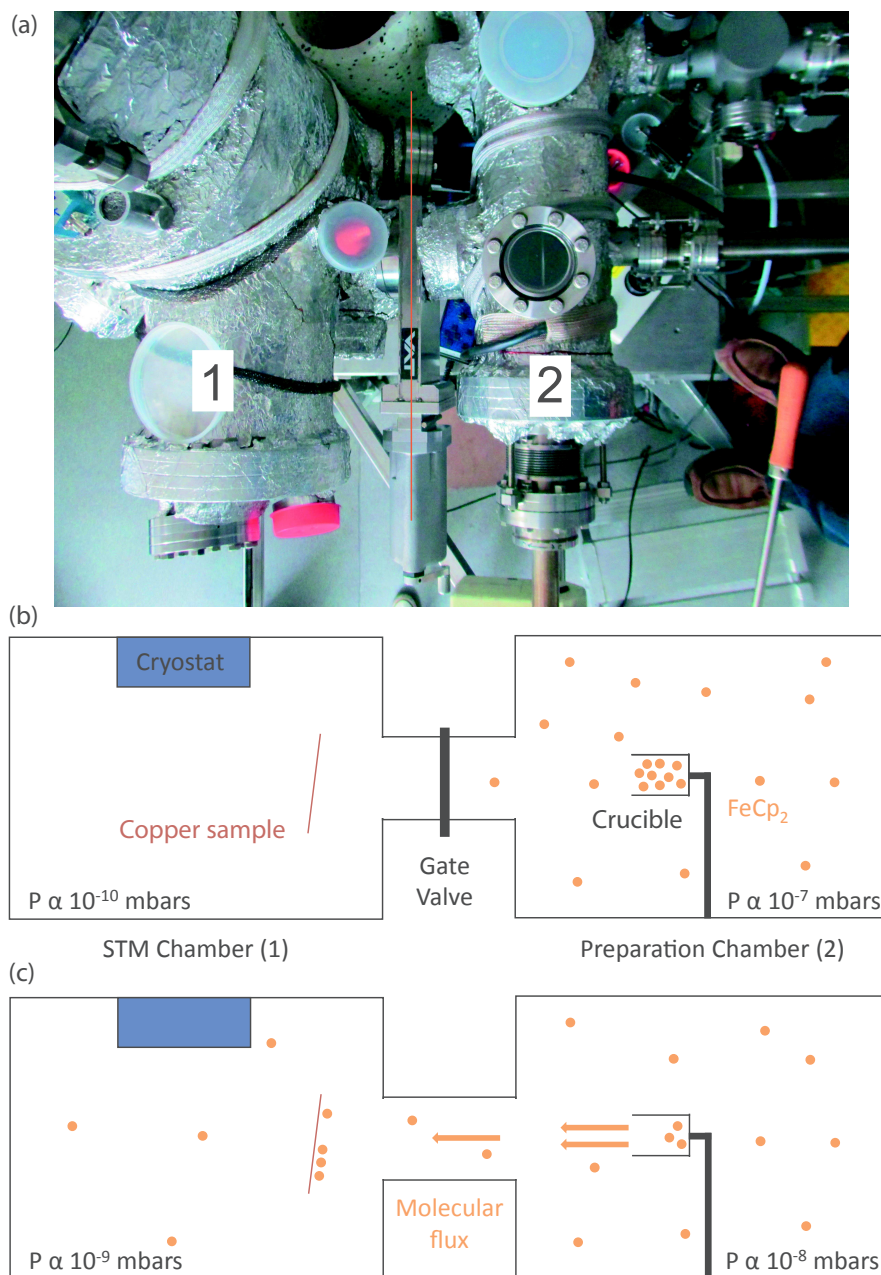 (a)
1
2
VAT
(b)
Cryostat
Copper sample
Crucible
FeCp₂
Gate
Valve
P α 10⁻¹⁰ mbars
P α 10⁻⁷ mbars
STM Chamber (1)
Preparation Chamber (2)
(c)
Molecular
flux
P α 10⁻⁹ mbars
P α 10⁻⁸ mbars